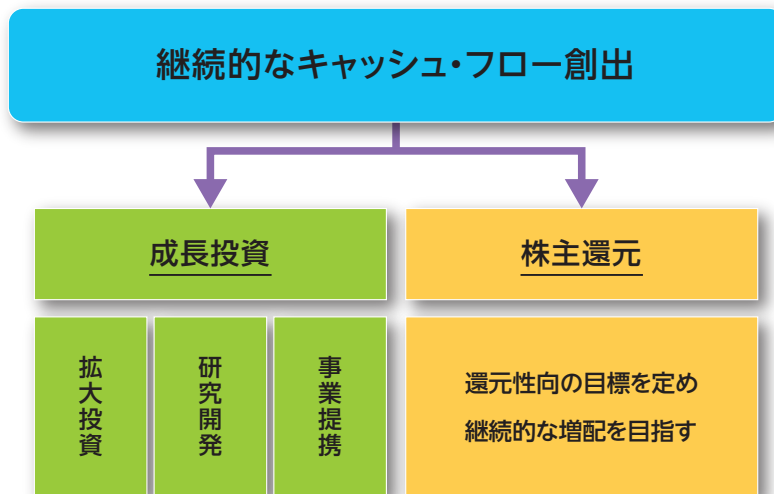 継続的なキャッシュ・フロー創出
成長投資
株主還元
拡大投資
研究開発
事業提携
還元性向の目標を定め
継続的な増配を目指す